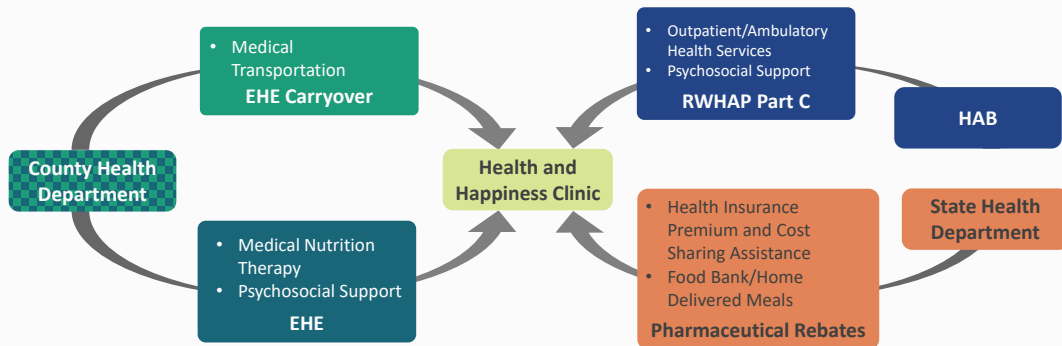 • Medical
Transportation
EHE Carryover
• Outpatient/Ambulatory
Health Services
• Psychosocial Support
RWHAP Part C
HAB
County Health
Department
Health and
Happiness Clinic
• Medical Nutrition
Therapy
• Psychosocial Support
EHE
• Health Insurance
Premium and Cost
Sharing Assistance
• Food Bank/Home
Delivered Meals
Pharmaceutical Rebates
State Health
Department